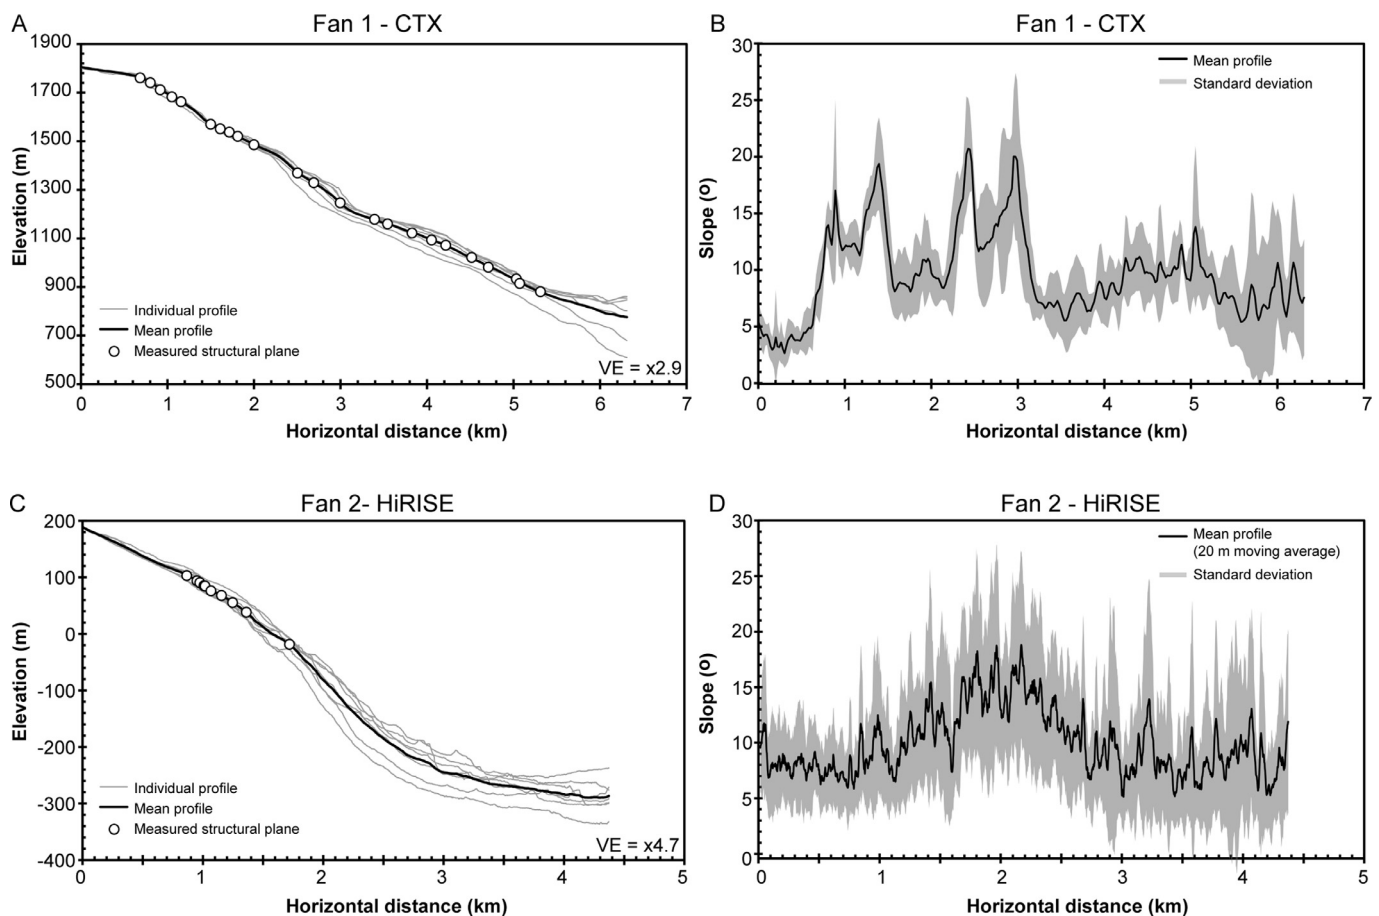 A
Fan 1 - CTX
1900
1700
1500
1300
1100
900
700
500
Elevation (m)
Individual profile
Mean profile
Measured structural plane
VE = x2.9
0 1 2 3 4 5 6 7
Horizontal distance (km)
B
Fan 1 - CTX
30
25
20
15
10
5
0
Slope (º)
Mean profile
Standard deviation
0 1 2 3 4 5 6 7
Horizontal distance (km)
C
Fan 2- HiRISE
200
100
0
-100
-200
-300
-400
Elevation (m)
Individual profile
Mean profile
Measured structural plane
VE = x4.7
0 1 2 3 4 5
Horizontal distance (km)
D
Fan 2 - HiRISE
30
25
20
15
10
5
0
Slope (º)
Mean profile
(20 m moving average)
Standard deviation
0 1 2 3 4 5
Horizontal distance (km)